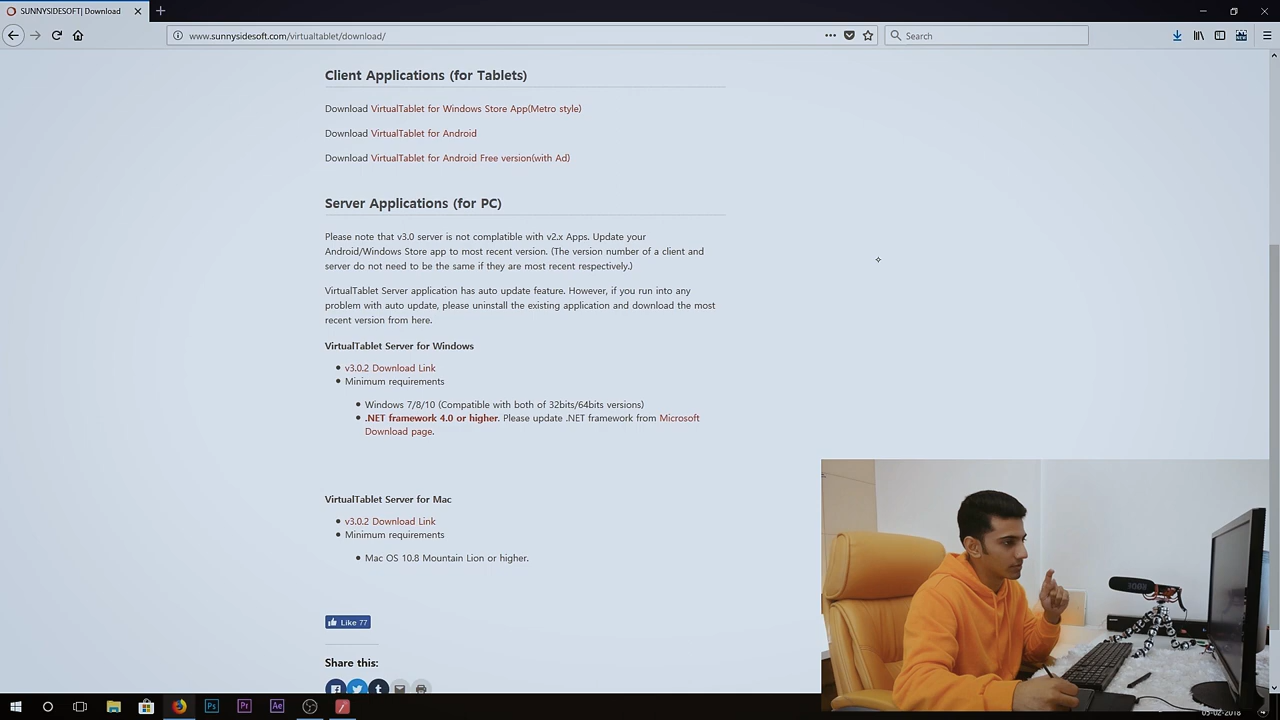 SUNNYSIDESOFT| Download
www.sunnysidesoft.com/virtualtablet/download/
Search
Client Applications (for Tablets)
Download VirtualTablet for Windows Store App(Metro style)
Download VirtualTablet for Android
Download VirtualTablet for Android Free version(with Ad)
Server Applications (for PC)
Please note that v3.0 server is not complatible with v2.x Apps. Update your
Android/Windows Store app to most recent version. (The version number of a client and
server do not need to be the same if they are most recent respectively.)
VirtualTablet Server application has auto update feature. However, if you run into any
problem with auto update, please uninstall the existing application and download the most
recent version from here.
VirtualTablet Server for Windows
v3.0.2 Download Link
Minimum requirements
Windows 7/8/10 (Compatible with both of 32bits/64bits versions)
.NET framework 4.0 or higher. Please update .NET framework from Microsoft
Download page.
VirtualTablet Server for Mac
v3.0.2 Download Link
Minimum requirements
Mac OS 10.8 Mountain Lion or higher.
Like 77
Share this:
RODE
Ps Pr Ae